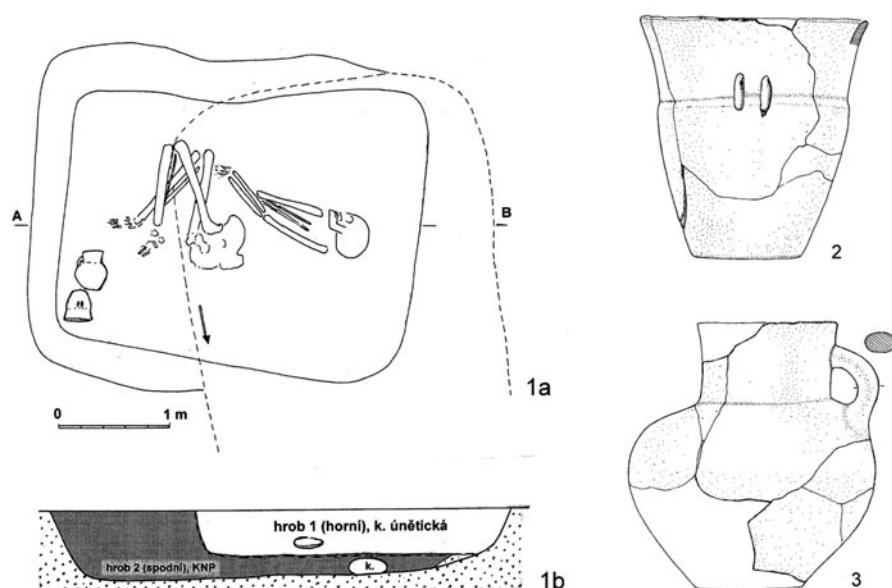 A
B
1a
0 1 m
hrob 1 (horní), k. únětická
hrob 2 (spodní), KNP
k.
1b
2
3